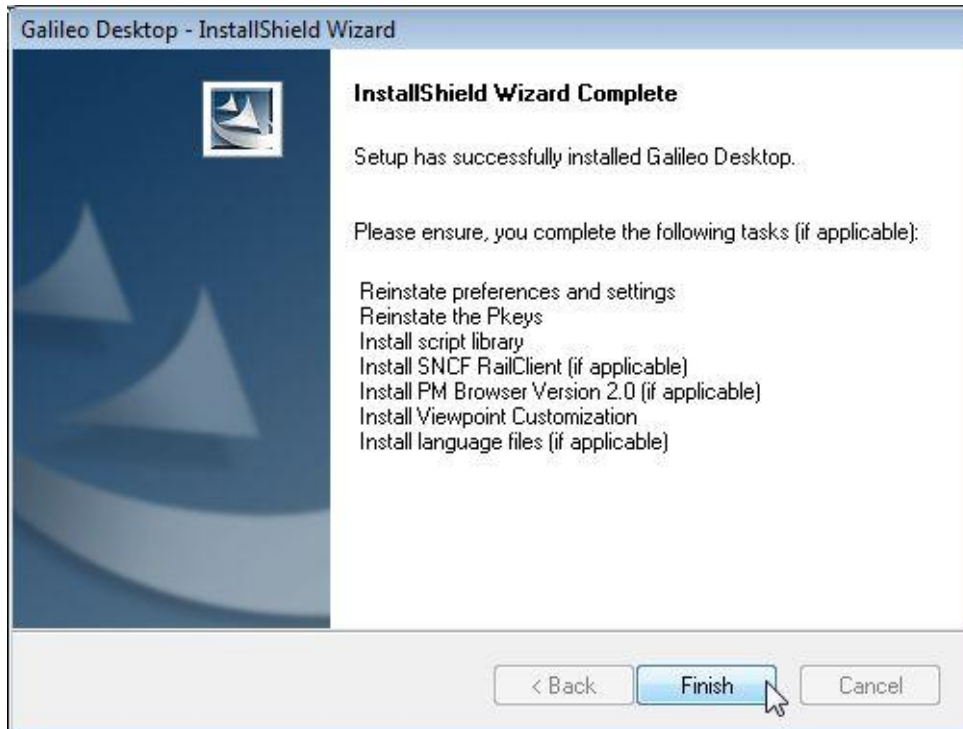 Galileo Desktop - InstallShield Wizard
InstallShield Wizard Complete
Setup has successfully installed Galileo Desktop.
Please ensure, you complete the following tasks (if applicable):
Reinstate preferences and settings
Reinstate the Pkeys
Install script library
Install SNCF RailClient (if applicable)
Install PM Browser Version 2.0 (if applicable)
Install Viewpoint Customization
Install language files (if applicable)
< Back Finish Cancel